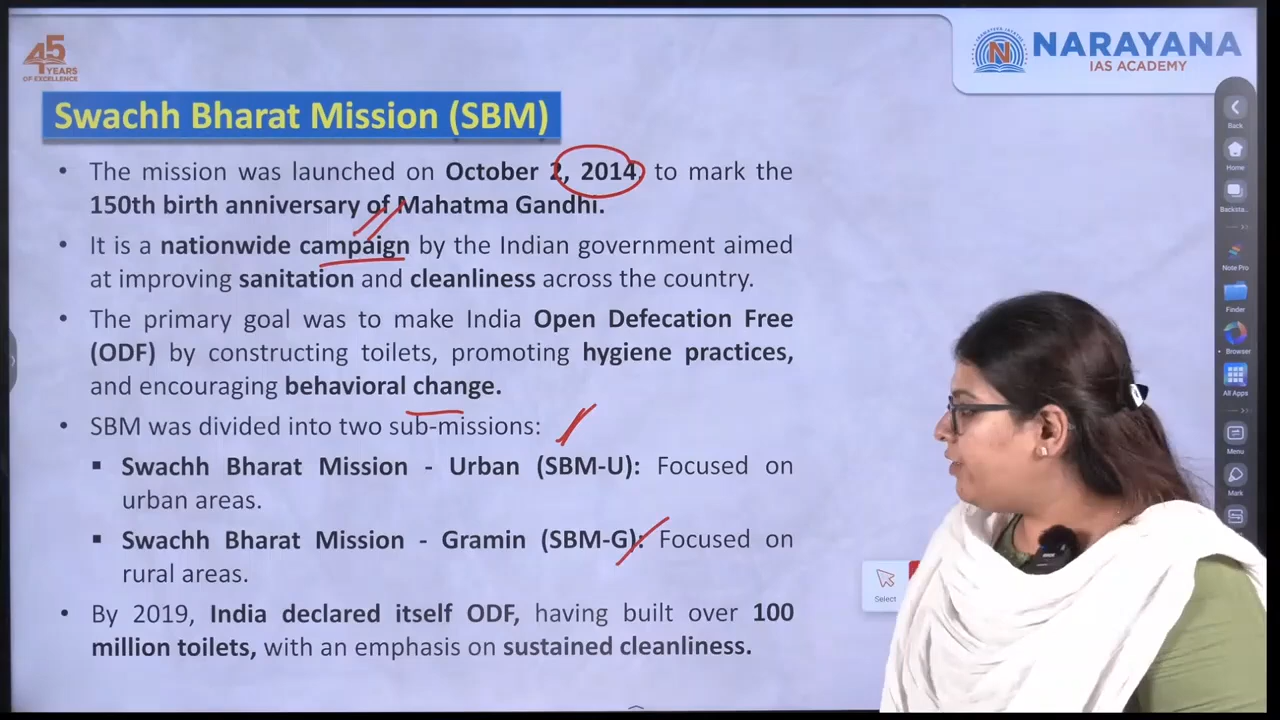 45
YEARS
OF EXCELLENCE
NARAYANA
IAS ACADEMY
Swachh Bharat Mission (SBM)
• The mission was launched on October 2, 2014, to mark the
150th birth anniversary of Mahatma Gandhi.
• It is a nationwide campaign by the Indian government aimed
at improving sanitation and cleanliness across the country.
• The primary goal was to make India Open Defecation Free
(ODF) by constructing toilets, promoting hygiene practices,
and encouraging behavioral change.
• SBM was divided into two sub-missions:
▪ Swachh Bharat Mission - Urban (SBM-U): Focused on
urban areas.
▪ Swachh Bharat Mission - Gramin (SBM-G): Focused on
rural areas.
• By 2019, India declared itself ODF, having built over 100
million toilets, with an emphasis on sustained cleanliness.
Back
Home
Backsta...
Note Pro
Finder
Browser
All Apps
Menu
Mark
Select